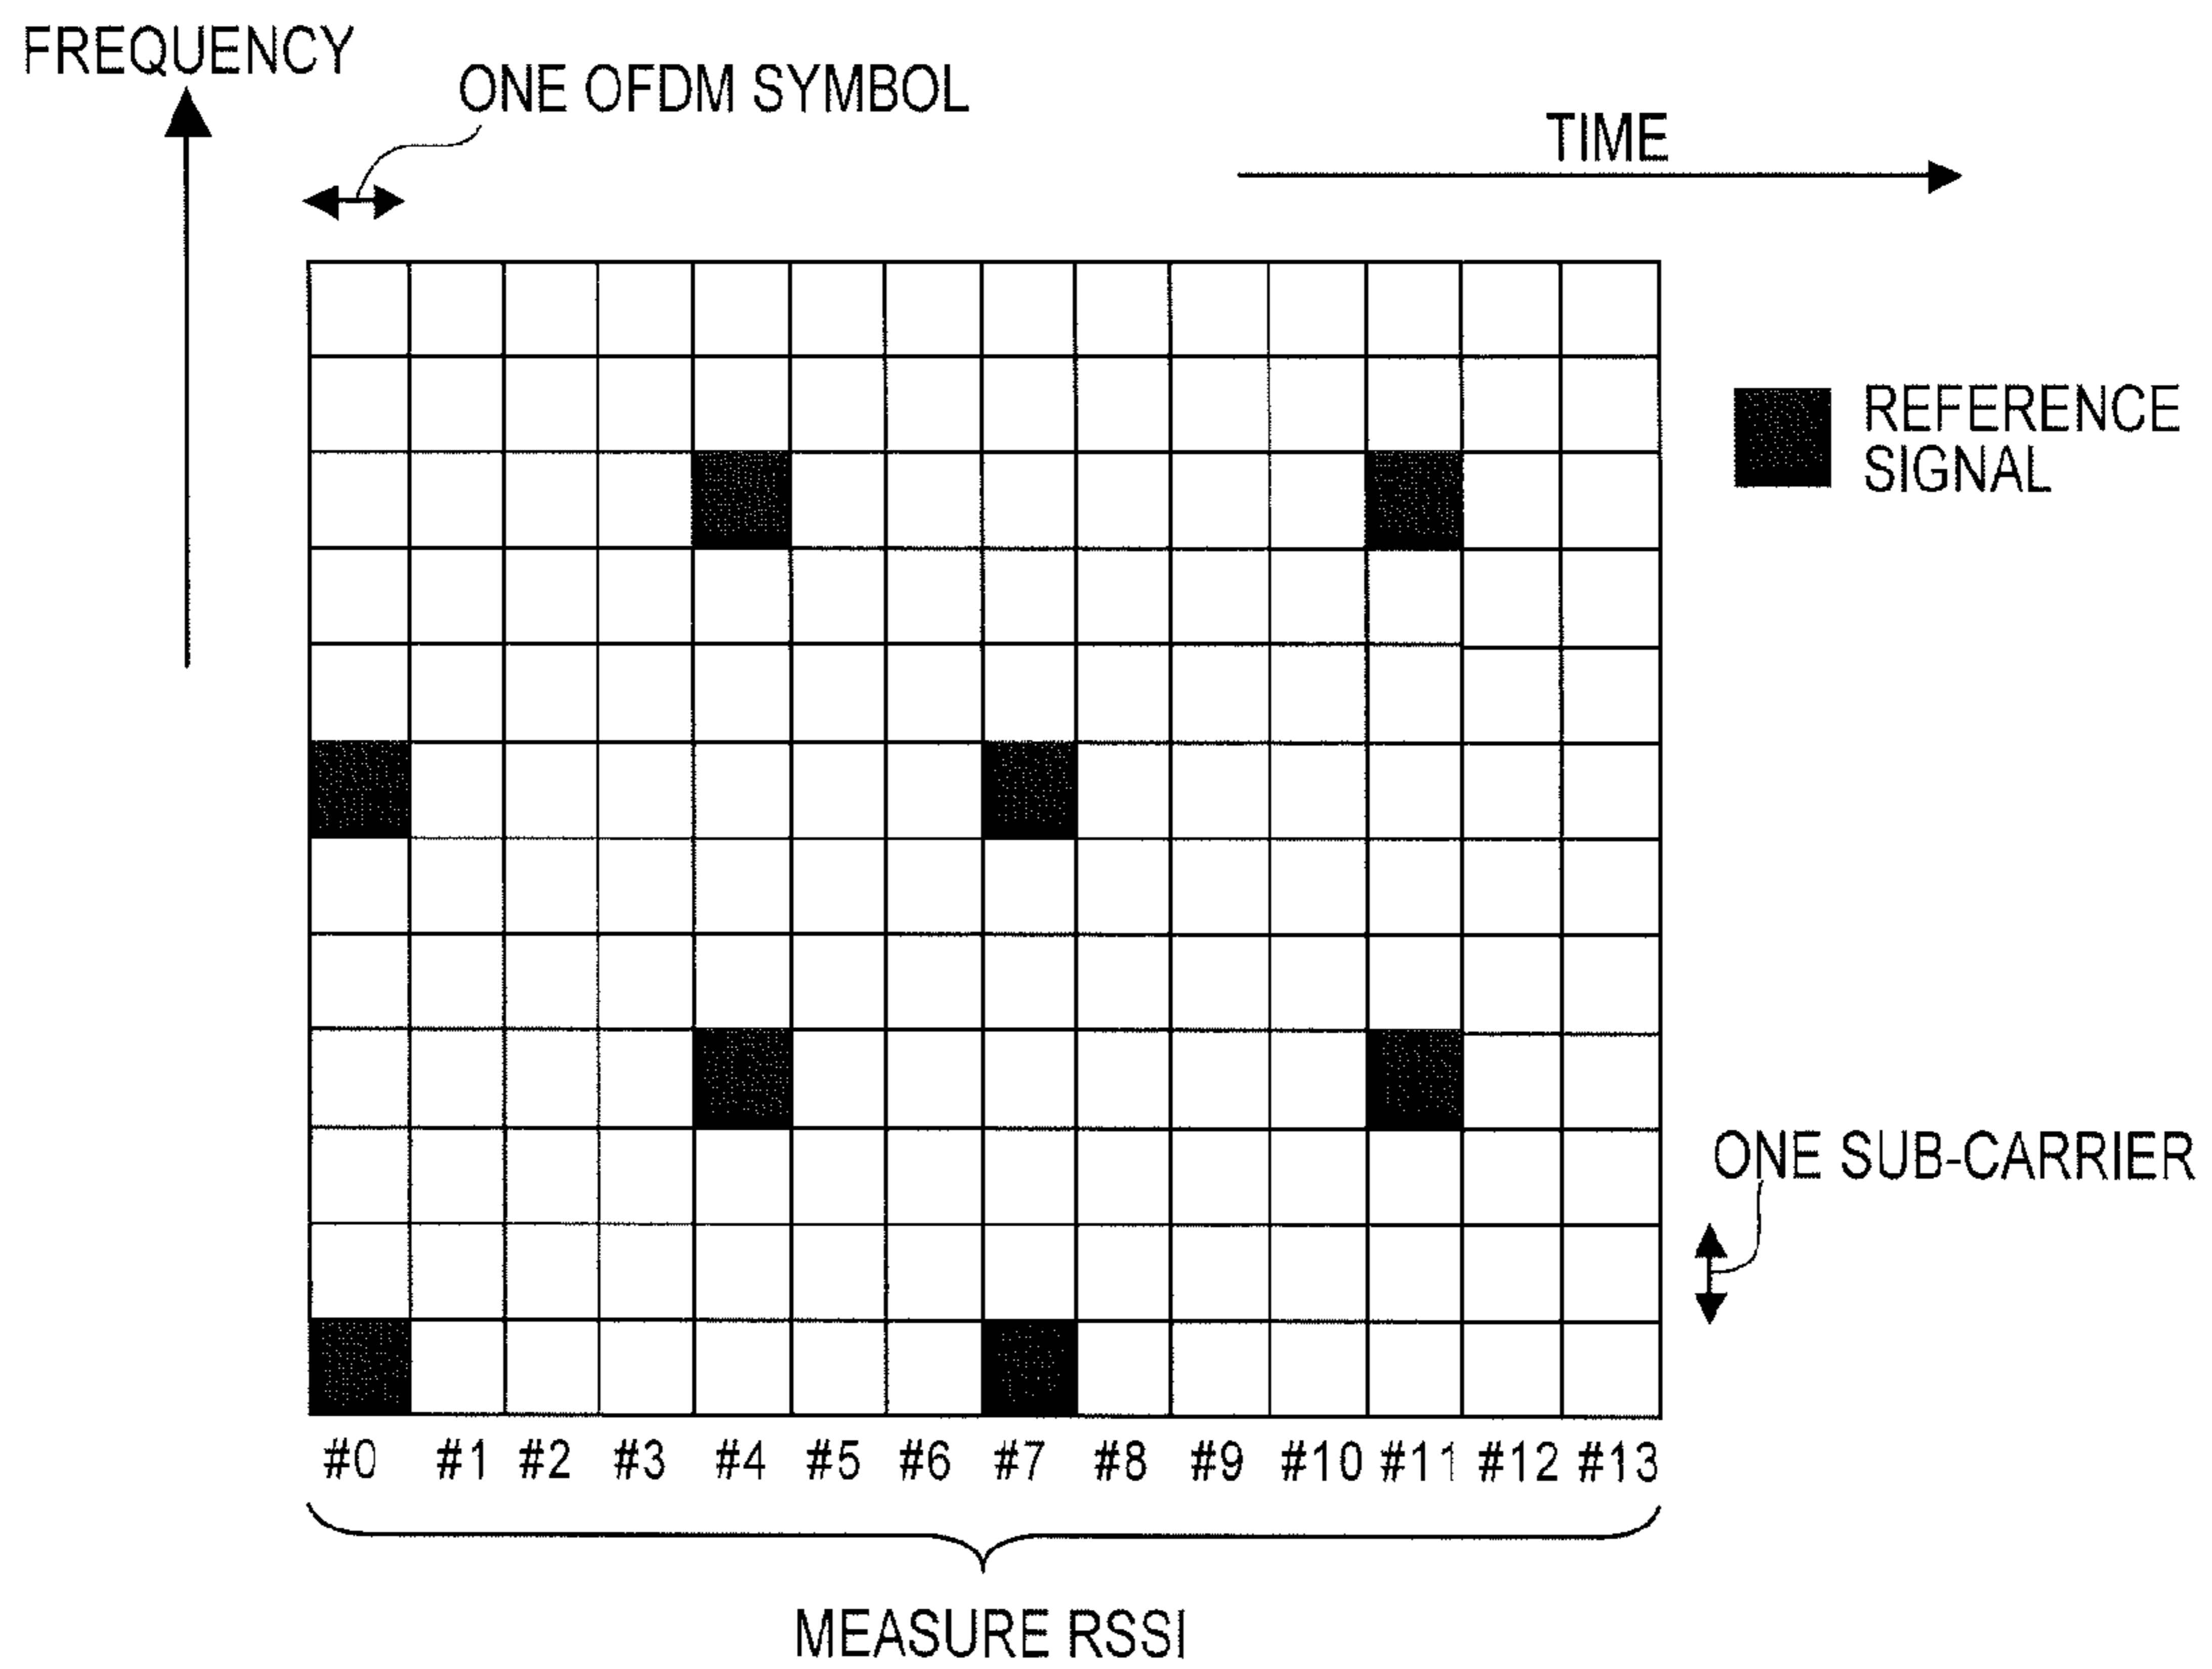 FREQUENCY
ONE OFDM SYMBOL
TIME
REFERENCE
SIGNAL
ONE SUB-CARRIER
#0 #1 #2 #3 #4 #5 #6 #7 #8 #9 #10 #11 #12 #13
MEASURE RSSI